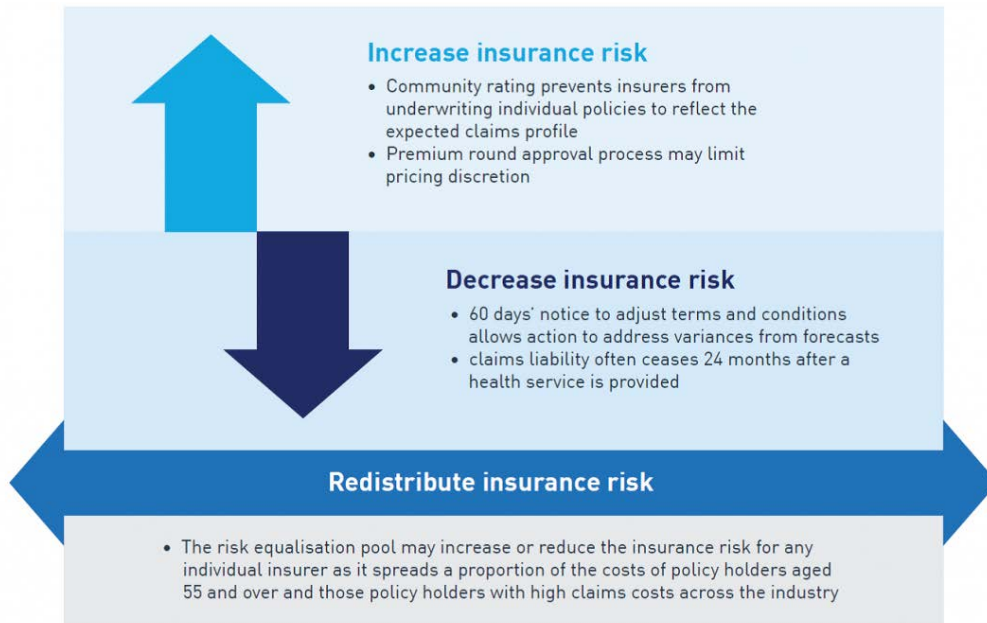 Increase insurance risk
• Community rating prevents insurers from
underwriting individual policies to reflect the
expected claims profile
• Premium round approval process may limit
pricing discretion
Decrease insurance risk
• 60 days' notice to adjust terms and conditions
allows action to address variances from forecasts
• claims liability often ceases 24 months after a
health service is provided
Redistribute insurance risk
• The risk equalisation pool may increase or reduce the insurance risk for any
individual insurer as it spreads a proportion of the costs of policy holders aged
55 and over and those policy holders with high claims costs across the industry